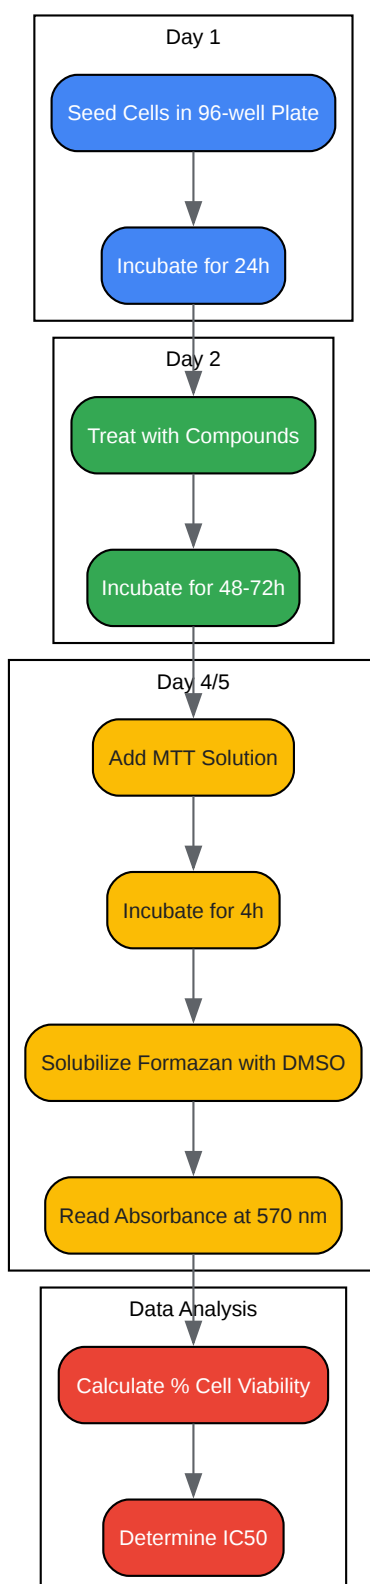 Day 1
Seed Cells in 96-well Plate
Incubate for 24h
Day 2
Treat with Compounds
Incubate for 48-72h
Day 4/5
Add MTT Solution
Incubate for 4h
Solubilize Formazan with DMSO
Read Absorbance at 570 nm
Data Analysis
Calculate % Cell Viability
Determine IC50